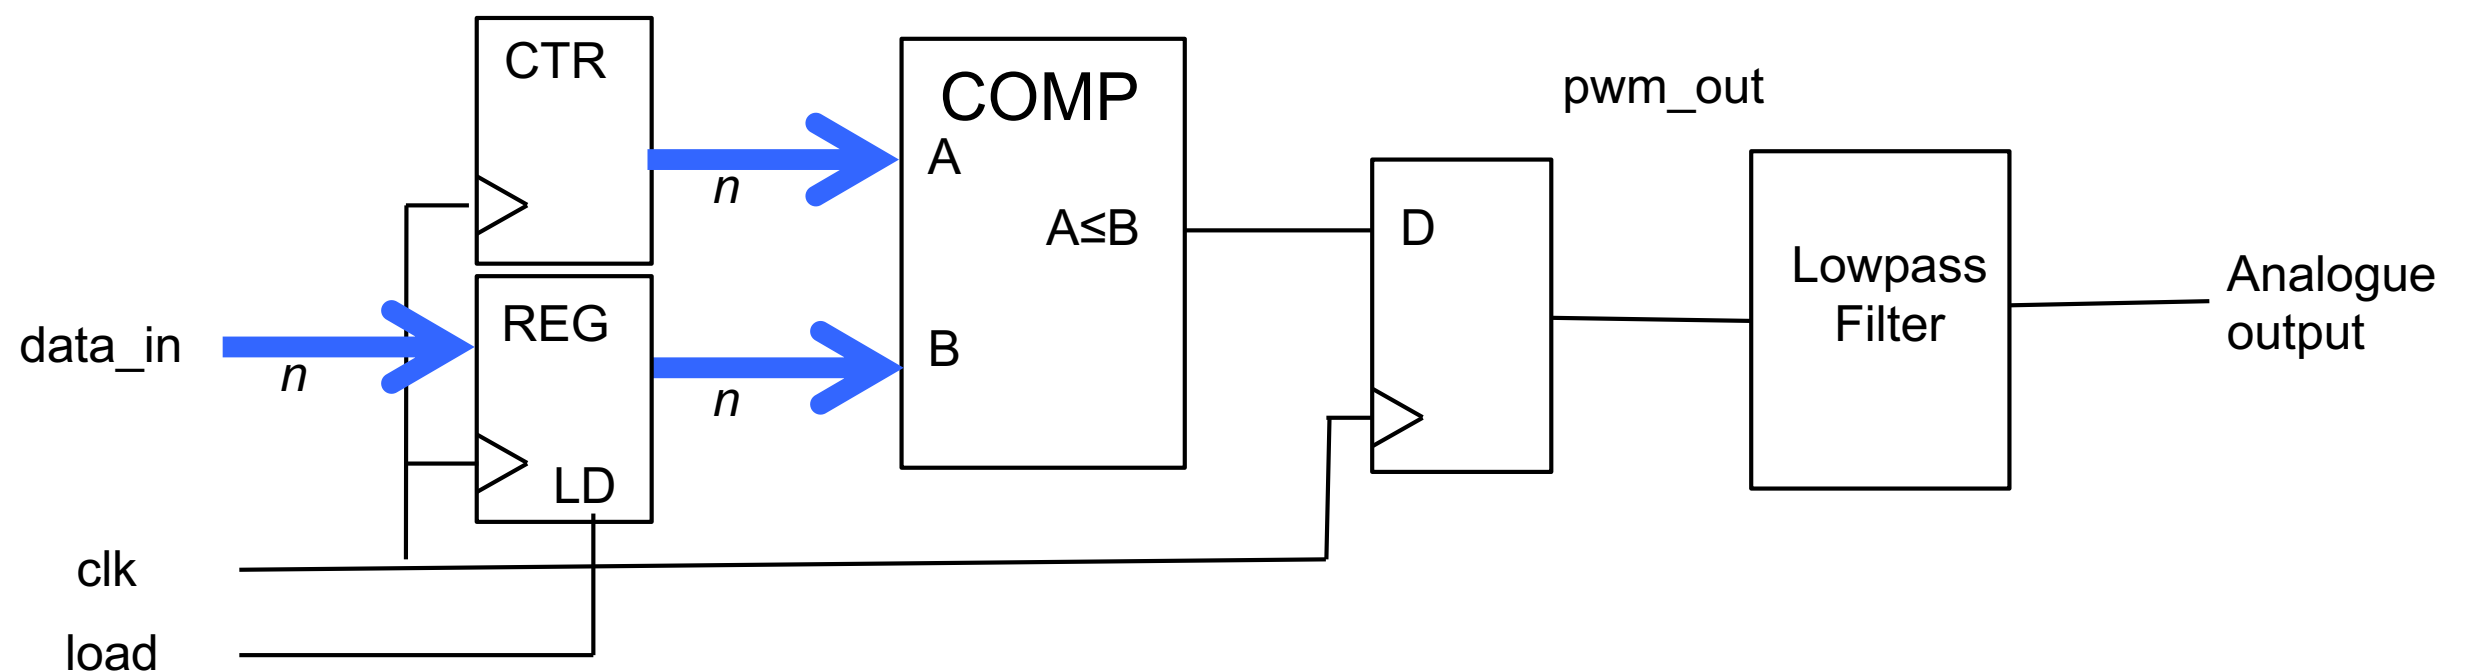 CTR
COMP
pwm_out
A
n
A≤B
D
REG
Lowpass
Filter
Analogue
output
data_in
n
B
n
LD
clk
load